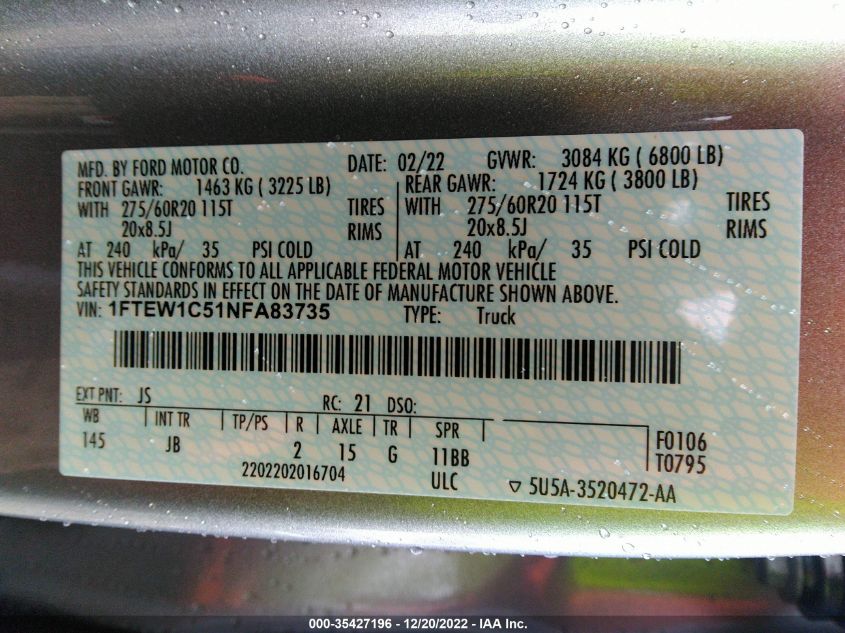 MFD. BY FORD MOTOR CO. DATE: 02/22 GVWR: 3084 KG ( 6800 LB)
FRONT GAWR: 1463 KG ( 3225 LB) REAR GAWR: 1724 KG ( 3800 LB)
WITH 275/60R20 115T TIRES WITH 275/60R20 115T TIRES
20x8.5J RIMS 20x8.5J RIMS
AT 240 kPa/ 35 PSI COLD AT 240 kPa/ 35 PSI COLD
THIS VEHICLE CONFORMS TO ALL APPLICABLE FEDERAL MOTOR VEHICLE
SAFETY STANDARDS IN EFFECT ON THE DATE OF MANUFACTURE SHOWN ABOVE.
VIN: 1FTEW1C51NFA83735 TYPE: Truck
EXT PNT: JS RC: 21 DSO:
WB INT TR TP/PS R AXLE TR SPR F0106
145 JB 2 15 G 11BB T0795
2202202016704 ULC ▽ 5U5A-3520472-AA
000-35427196 - 12/20/2022 - IAA Inc.